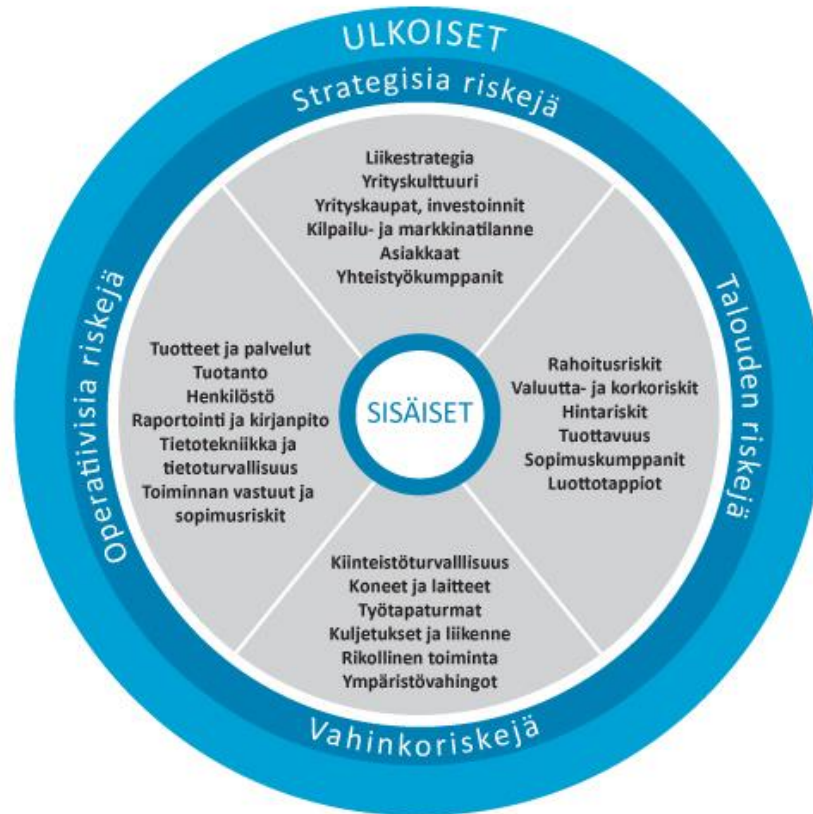 ULKOISET
Strategisia riskejä
Liikestrategia
Yrityskulttuuri
Yrityskaupat, investoinnit
Kilpailu- ja markkinatilanne
Asiakkaat
Yhteistyökumppanit
Operatiivisia riskejä
Tuotteet ja palvelut
Tuotanto
Henkilöstö
Raportointi ja kirjanpito
Tietotekniikka ja
tietoturvallisuus
Toiminnan vastuut ja
sopimusriskit
SISÄISET
Talouden riskejä
Rahoitusriskit
Valuutta- ja korkoriskit
Hintariskit
Tuottavuus
Sopimuskumppanit
Luottotappiot
Kiinteistöturvalllisuus
Koneet ja laitteet
Työtapaturmat
Kuljetukset ja liikenne
Rikollinen toiminta
Ympäristövahingot
Vahinkoriskejä